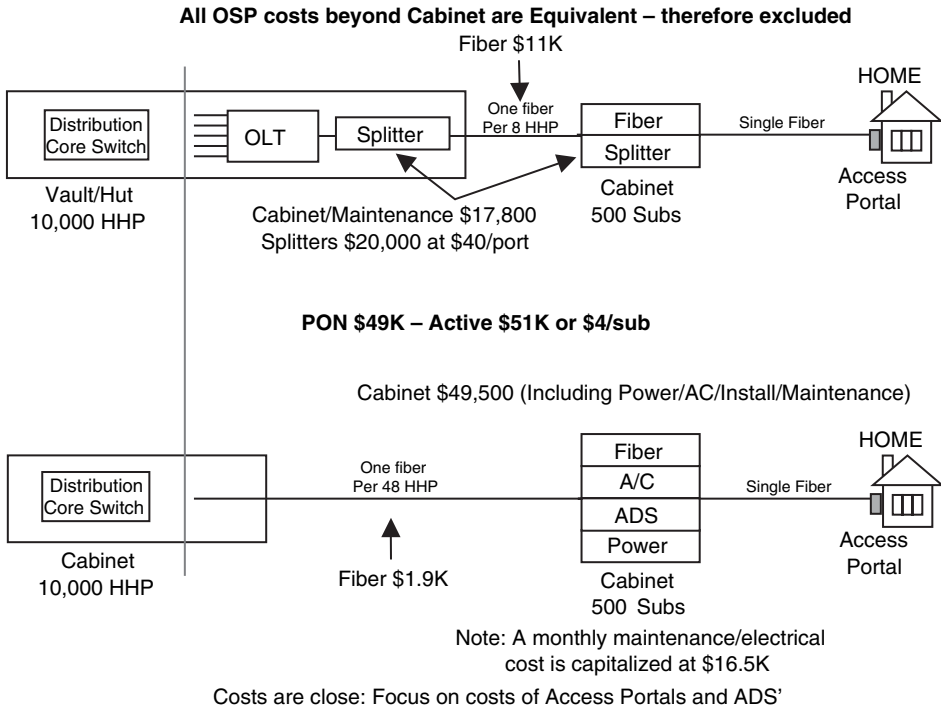 All OSP costs beyond Cabinet are Equivalent – therefore excluded
Fiber $11K
HOME
Distribution
Core Switch
OLT
Splitter
One fiber
Per 8 HHP
Fiber
Splitter
Single Fiber
Vault/Hut
10,000 HHP
Cabinet
500 Subs
Access
Portal
Cabinet/Maintenance $17,800
Splitters $20,000 at $40/port
PON $49K – Active $51K or $4/sub
Cabinet $49,500 (Including Power/AC/Install/Maintenance)
HOME
Distribution
Core Switch
One fiber
Per 48 HHP
Fiber
A/C
ADS
Power
Single Fiber
Cabinet
10,000 HHP
Fiber $1.9K
Cabinet
500 Subs
Access
Portal
Note: A monthly maintenance/electrical
cost is capitalized at $16.5K
Costs are close: Focus on costs of Access Portals and ADS’